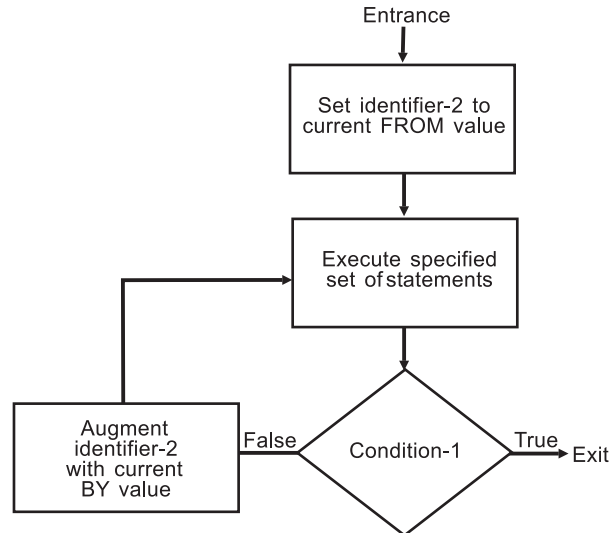 Entrance
Set identifier-2 to
current FROM value
Execute specified
set of statements
Condition-1
True
Exit
False
Augment
identifier-2
with current
BY value